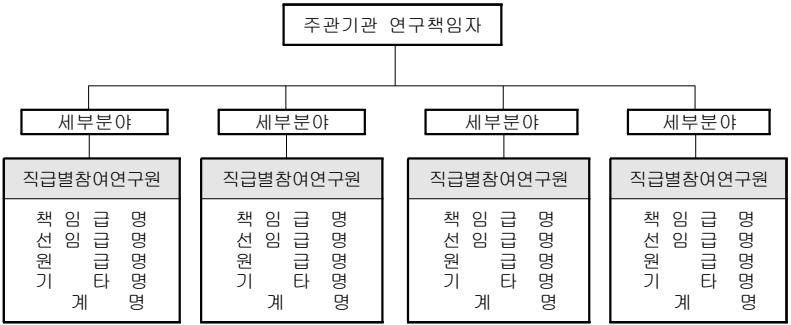 주관기관 연구책임자
세부분야 세부분야 세부분야 세부분야
직급별참여연구원 직급별참여연구원 직급별참여연구원 직급별참여연구원
책 임 급 명 책 임 급 명 책 임 급 명 책 임 급 명
선 임 급 명 선 임 급 명 선 임 급 명 선 임 급 명
원 급 명 원 급 명 원 급 명 원 급 명
기 타 명 기 타 명 기 타 명 기 타 명
계 명 계 명 계 명 계 명